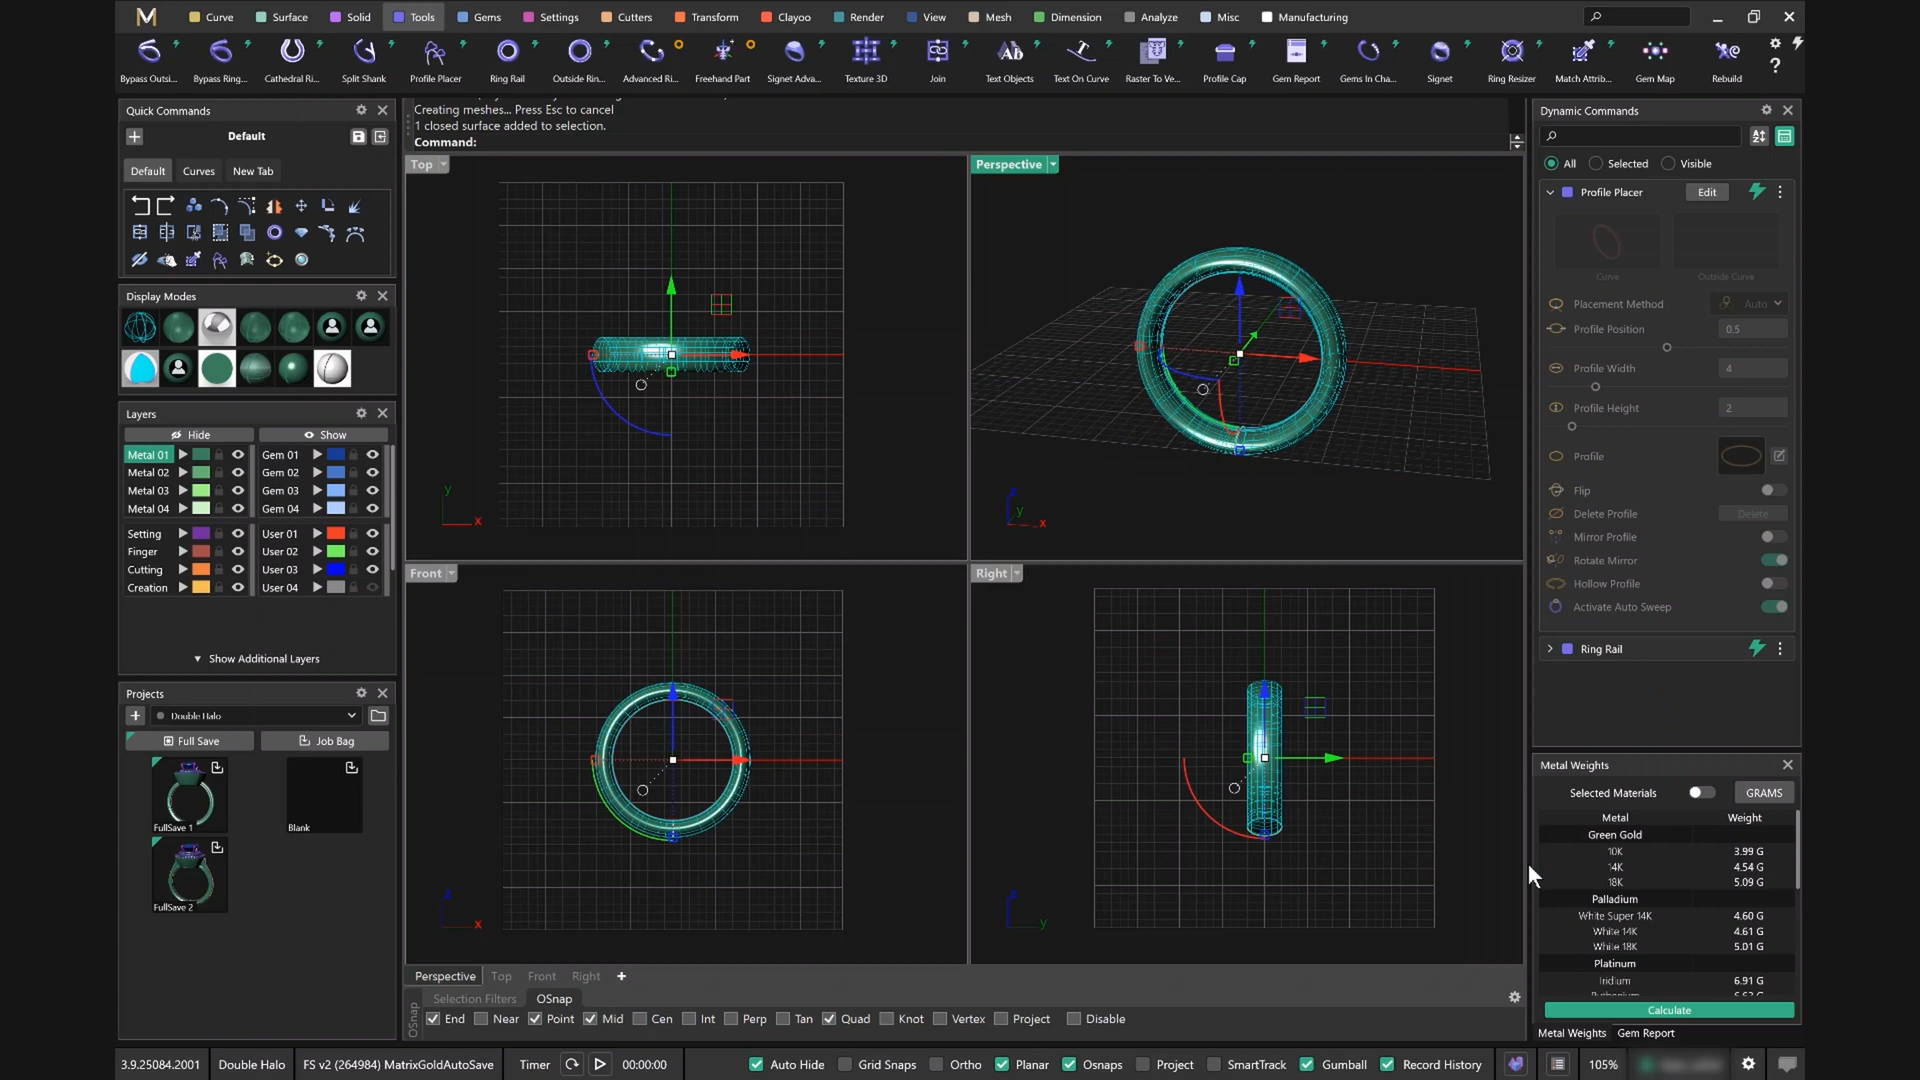 Curve Surface Solid Tools Gems Settings Cutters Transform Clayoo Render View Mesh Dimension Analyze Misc Manufacturing
Bypass Outsi... Bypass Ring... Cathedral Ri... Split Shank Profile Placer Ring Rail Outside Rin... Advanced Ri... Freehand Part Signet Adva... Texture 3D Join Text Objects Text On Curve Raster To Ve... Profile Cap Gem Report Gems In Cha... Signet Ring Resizer Match Attrib... Gem Map Rebuild
Quick Commands
Default
Default Curves New Tab
Display Modes
Layers
Hide Show
Metal 01 Gem 01
Metal 02 Gem 02
Metal 03 Gem 03
Metal 04 Gem 04
Setting User 01
Finger User 02
Cutting User 03
Creation User 04
Show Additional Layers
Projects
Double Halo
Full Save Job Bag
FullSave 1 Blank
FullSave 2
Creating meshes... Press Esc to cancel
1 closed surface added to selection.
Command:
Top
y
x
Perspective
z
y
x
Front
z
x
Right
z
y
Perspective Top Front Right
Selection Filters OSnap
OSnap
End Near Point Mid Cen Int Perp Tan Quad Knot Vertex Project Disable
Dynamic Commands
All Selected Visible
Profile Placer Edit
Curve Outside Curve
Placement Method Auto
Profile Position 0.5
Profile Width 4
Profile Height 2
Profile
Flip
Delete Profile Delete
Mirror Profile
Rotate Mirror
Hollow Profile
Activate Auto Sweep
Ring Rail
Metal Weights
Selected Materials GRAMS
Metal Weight
Green Gold
10K 3.99 G
14K 4.54 G
18K 5.09 G
Palladium
White Super 14K 4.60 G
White 14K 4.61 G
White 18K 5.01 G
Platinum
Iridium 6.91 G
Calculate
Metal Weights Gem Report
3.9.25084.2001 Double Halo FS v2 (264984) MatrixGoldAutoSave Timer 00:00:00 Auto Hide Grid Snaps Ortho Planar Osnaps Project SmartTrack Gumball Record History 105%